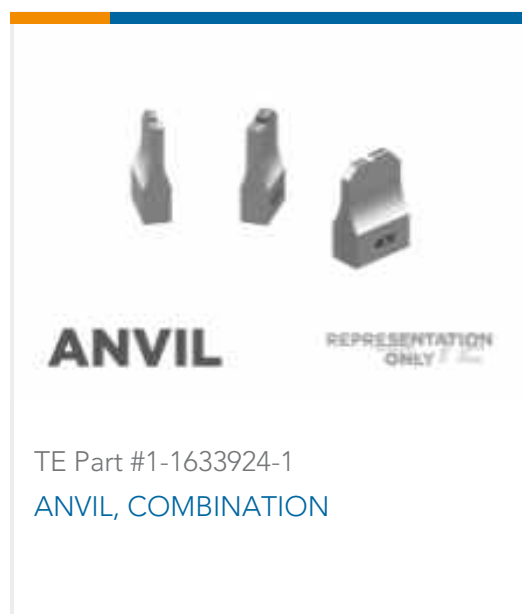 ANVIL
REPRESENTATION
ONLY
TE Part #1-1633924-1
ANVIL, COMBINATION